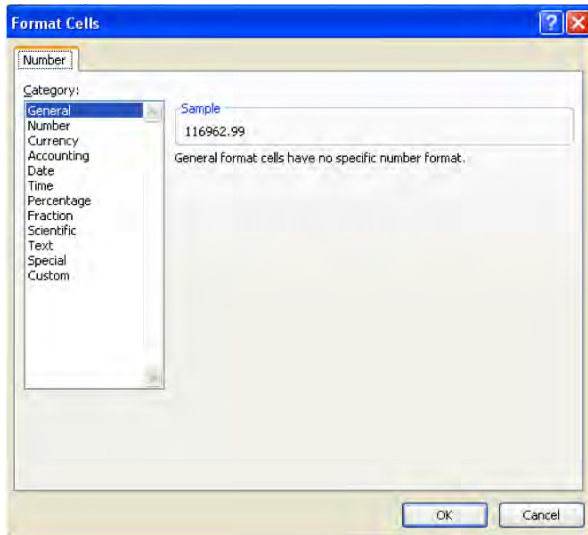 Format Cells
Number
Category:
General
Number
Currency
Accounting
Date
Time
Percentage
Fraction
Scientific
Text
Special
Custom
Sample
116962.99
General format cells have no specific number format.
OK
Cancel